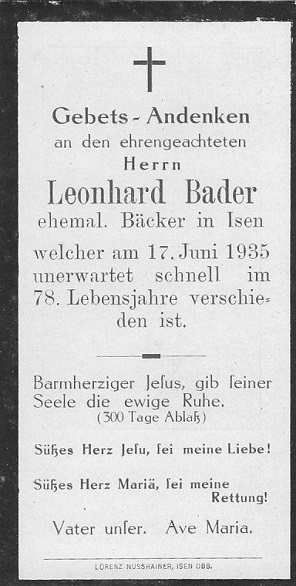 Gebets-Andenken
an den ehrengeachteten
Herrn
Leonhard Bader
ehemal. Bäcker in Isen
welcher am 17. Juni 1935
unerwartet schnell im
78. Lebensjahre verschie-
den ist.
Barmherziger Jeſus, gib ſeiner
Seele die ewige Ruhe.
(300 Tage Ablaß)
Süßes Herz Jeſu, ſei meine Liebe!
Süßes Herz Mariä, ſei meine
Rettung!
Vater unſer. Ave Maria.
LORENZ NUSSHAINER, ISEN OBB.